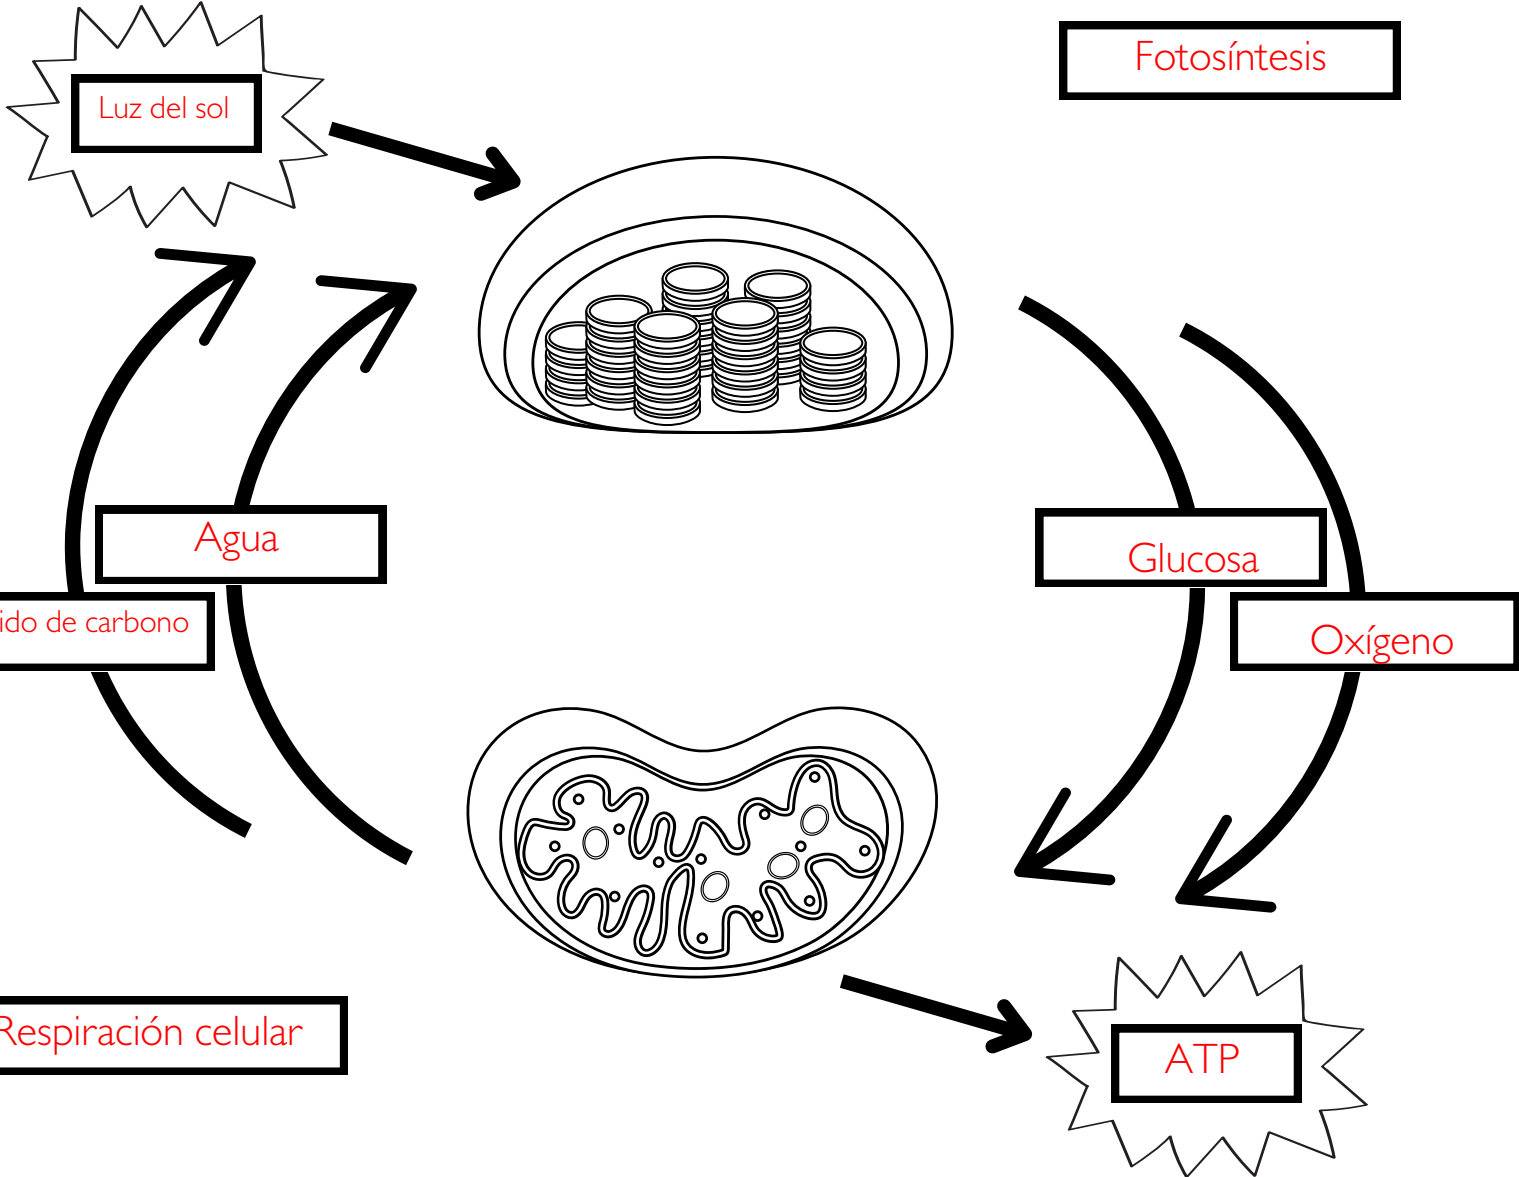 Luz del sol
Fotosíntesis
Agua
Glucosa
ido de carbono
Oxígeno
Respiración celular
ATP